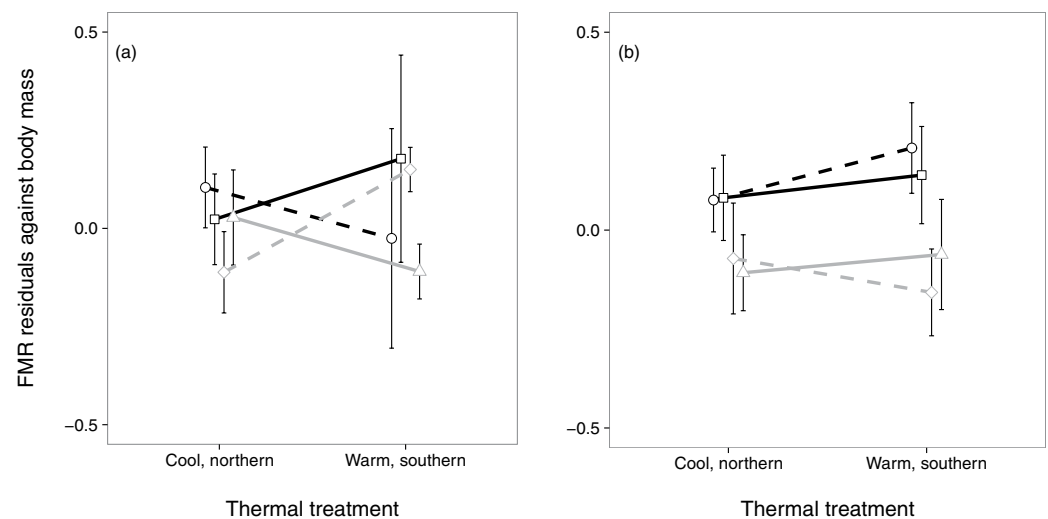 FMR residuals against body mass
(a)
0.5
0.0
−0.5
Cool, northern
Warm, southern
Thermal treatment
(b)
0.5
0.0
−0.5
Cool, northern
Warm, southern
Thermal treatment